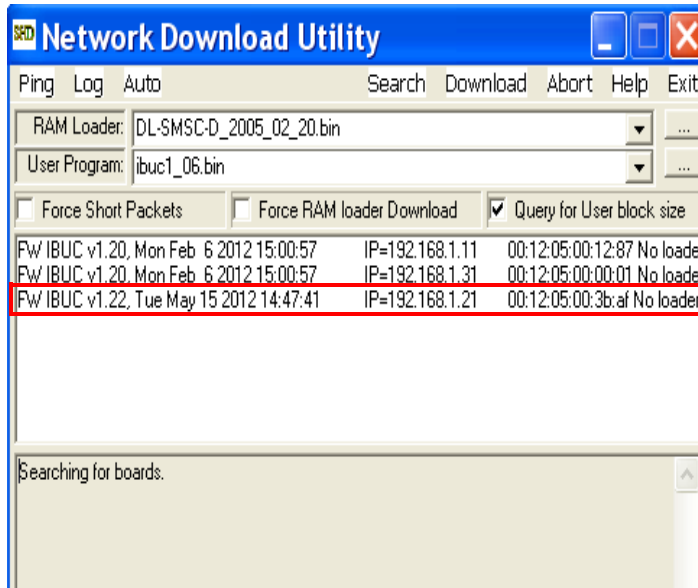 SHD Network Download Utility
Ping Log Auto Search Download Abort Help Exit
RAM Loader: DL-SMSC-D_2005_02_20.bin ...
User Program: ibuc1_06.bin ...
Force Short Packets Force RAM loader Download Query for User block size
FW IBUC v1.20, Mon Feb 6 2012 15:00:57 IP=192.168.1.11 00:12:05:00:12:87 No loade
FW IBUC v1.20, Mon Feb 6 2012 15:00:57 IP=192.168.1.31 00:12:05:00:00:01 No loade
FW IBUC v1.22, Tue May 15 2012 14:47:41 IP=192.168.1.21 00:12:05:00:3b:af No loader
Searching for boards.